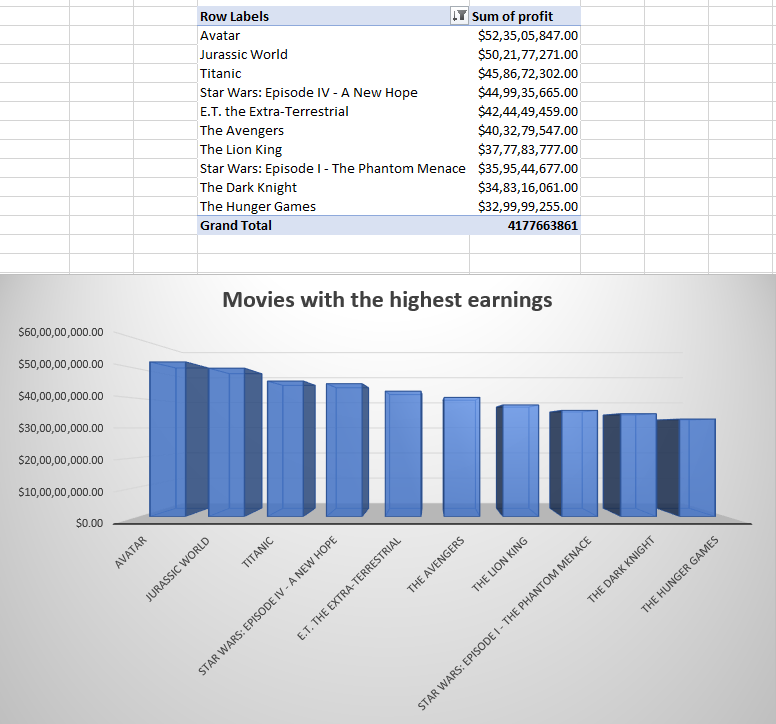 Row Labels Sum of profit
Avatar $52,35,05,847.00
Jurassic World $50,21,77,271.00
Titanic $45,86,72,302.00
Star Wars: Episode IV - A New Hope $44,99,35,665.00
E.T. the Extra-Terrestrial $42,44,49,459.00
The Avengers $40,32,79,547.00
The Lion King $37,77,83,777.00
Star Wars: Episode I - The Phantom Menace $35,95,44,677.00
The Dark Knight $34,83,16,061.00
The Hunger Games $32,99,99,255.00
Grand Total 4177663861
Movies with the highest earnings
$60,00,00,000.00
$50,00,00,000.00
$40,00,00,000.00
$30,00,00,000.00
$20,00,00,000.00
$10,00,00,000.00
$0.00
AVATAR
JURASSIC WORLD
TITANIC
STAR WARS: EPISODE IV - A NEW HOPE
E.T. THE EXTRA-TERRESTRIAL
THE AVENGERS
THE LION KING
STAR WARS: EPISODE I - THE PHANTOM MENACE
THE DARK KNIGHT
THE HUNGER GAMES